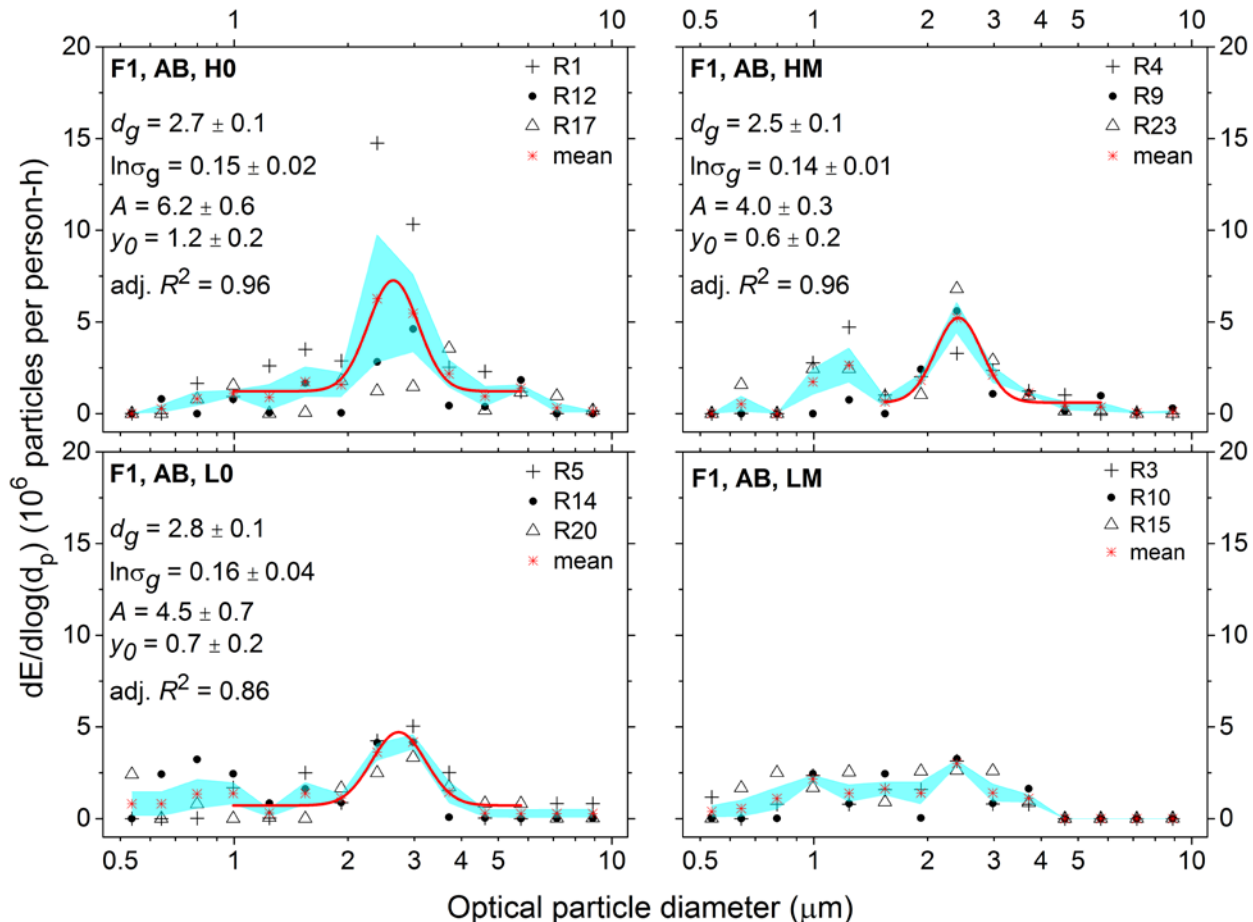 1 10 0.5 1 2 3 4 5 10
20
15
10
5
0
F1, AB, H0
d_g = 2.7 ± 0.1
lnσ_g = 0.15 ± 0.02
A = 6.2 ± 0.6
y_0 = 1.2 ± 0.2
adj. R² = 0.96
+ R1
• R12
△ R17
✳ mean
F1, AB, HM
d_g = 2.5 ± 0.1
lnσ_g = 0.14 ± 0.01
A = 4.0 ± 0.3
y_0 = 0.6 ± 0.2
adj. R² = 0.96
+ R4
• R9
△ R23
✳ mean
20
15
10
5
0
20
15
10
5
0
F1, AB, L0
d_g = 2.8 ± 0.1
lnσ_g = 0.16 ± 0.04
A = 4.5 ± 0.7
y_0 = 0.7 ± 0.2
adj. R² = 0.86
+ R5
• R14
△ R20
✳ mean
F1, AB, LM
+ R3
• R10
△ R15
✳ mean
20
15
10
5
0
0.5 1 2 3 4 5 10 0.5 1 2 3 4 5 10
dE/dlog(d_p) (10⁶ particles per person-h)
Optical particle diameter (μm)